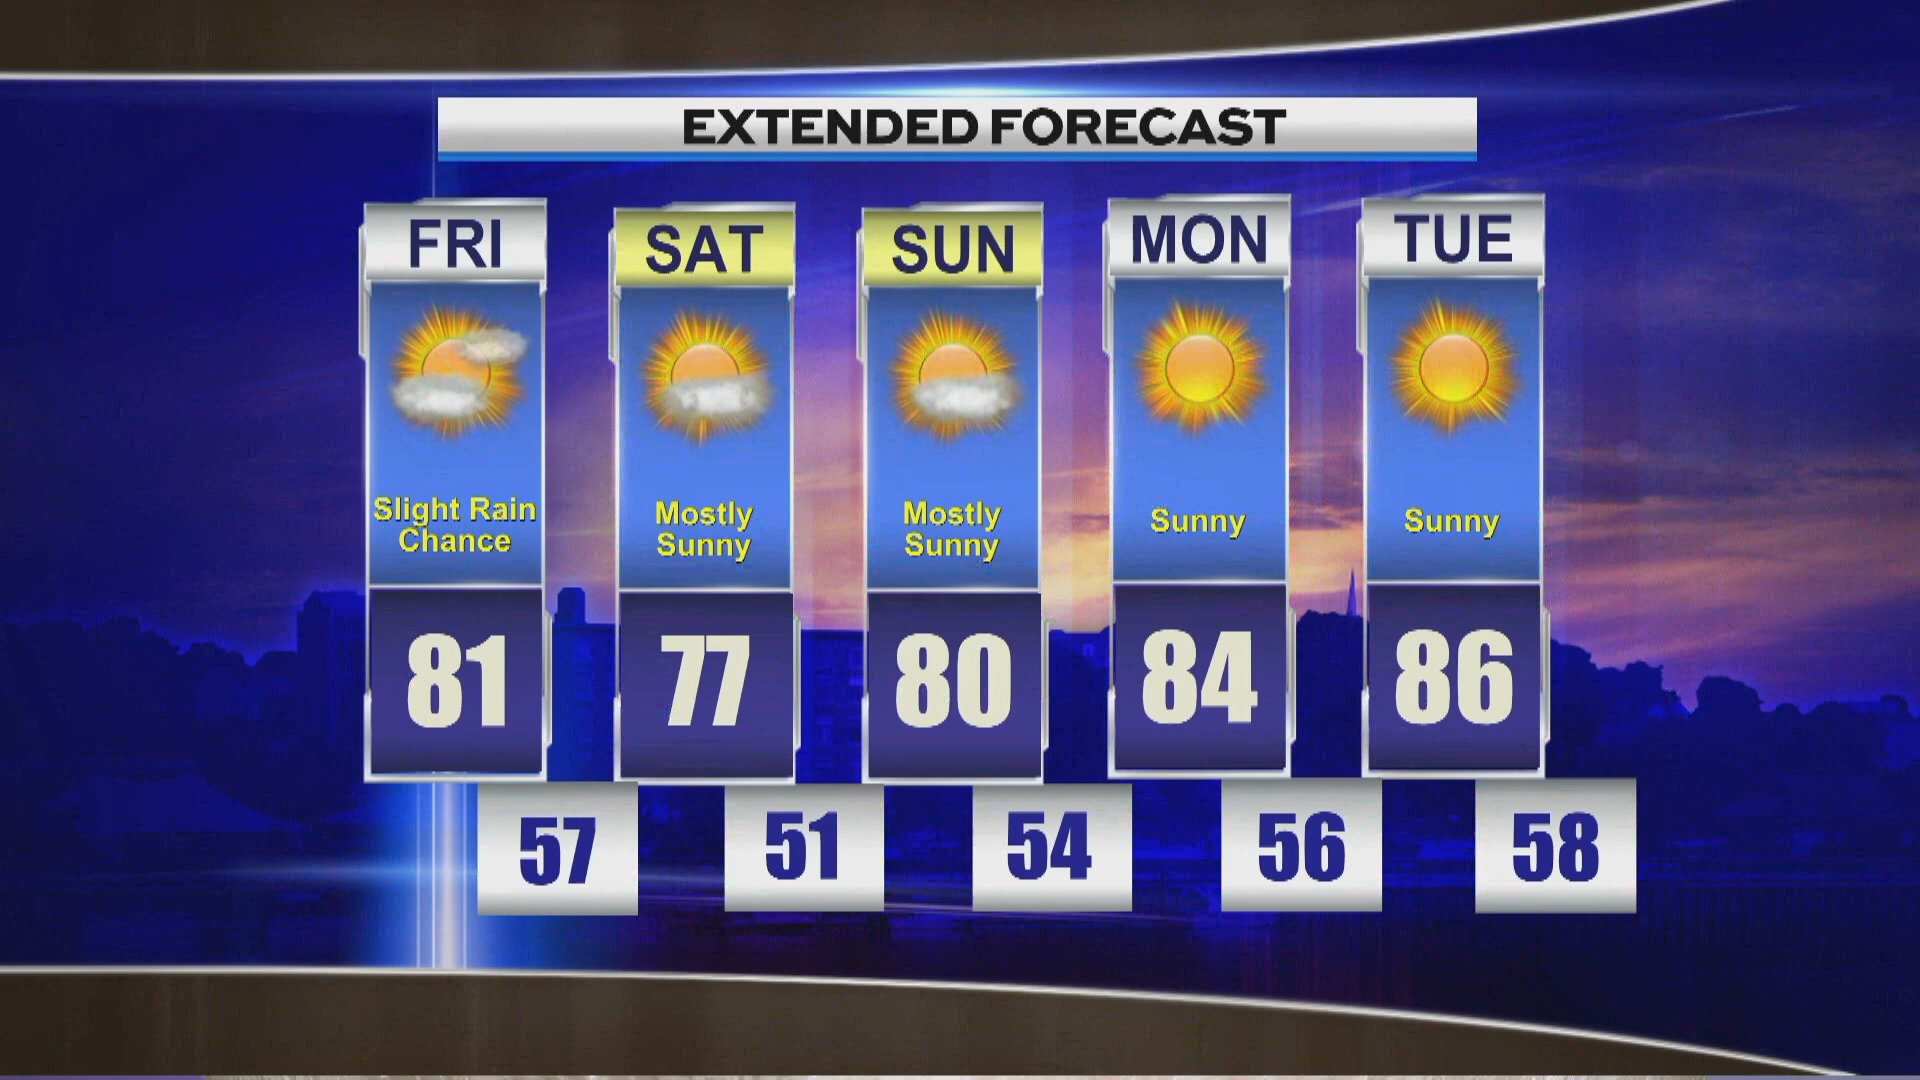 EXTENDED FORECAST
FRI
SAT
SUN
MON
TUE
Slight Rain
Chance
Mostly
Sunny
Mostly
Sunny
Sunny
Sunny
81
77
80
84
86
57
51
54
56
58